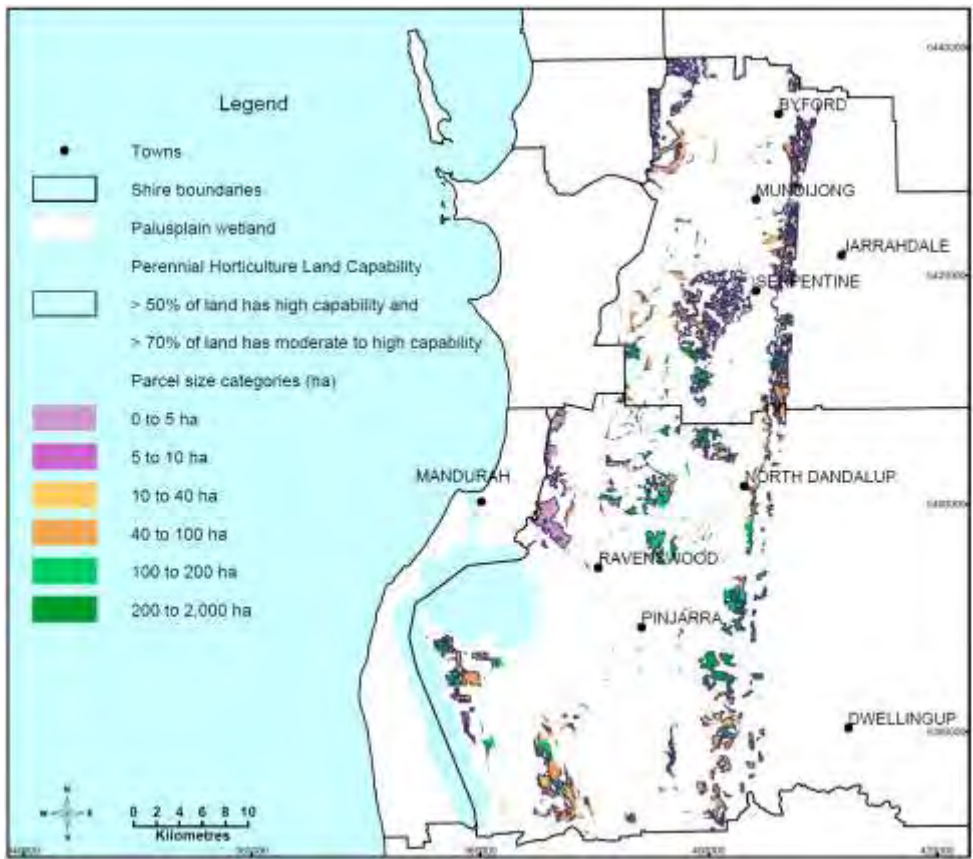 Legend
Towns
Shire boundaries
Palusplain wetland
Perennial Horticulture Land Capability
> 50% of land has high capability and
> 70% of land has moderate to high capability
Parcel size categories (ha)
0 to 5 ha
5 to 10 ha
10 to 40 ha
40 to 100 ha
100 to 200 ha
200 to 2,000 ha
BYFORD
MUNDIJONG
JARRAHDALE
SERPENTINE
MANDURAH
NORTH DANDALUP
RAVENSWOOD
PINJARRA
DWELLINGUP
N
W
E
S
0 2 4 6 8 10
Kilometres